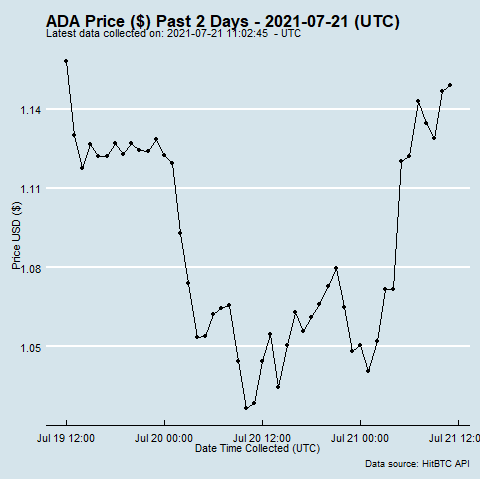 ADA Price ($) Past 2 Days - 2021-07-21 (UTC)
Latest data collected on: 2021-07-21 11:02:45 - UTC
Price USD ($)
1.14
1.11
1.08
1.05
Jul 19 12:00 Jul 20 00:00 Jul 20 12:00 Jul 21 00:00 Jul 21 12:0
Date Time Collected (UTC)
Data source: HitBTC API